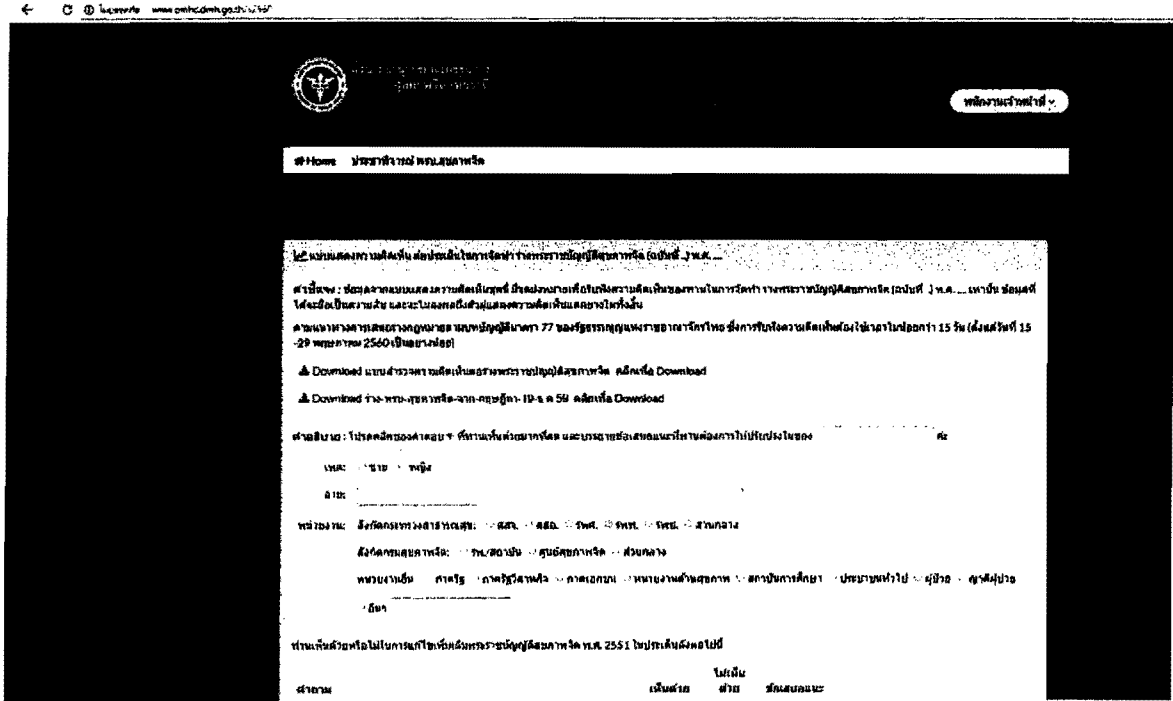 พนักงานเจ้าหน้าที่
Home ประชาพิจารณ์ พรบ.สุขภาพจิต
แบบแสดงความคิดเห็น ต่อประเด็นในการจัดทำ ร่างพระราชบัญญัติสุขภาพจิต (ฉบับที่ ..) พ.ศ. ....
คำชี้แจง : ข้อมูลจากแบบแสดงความคิดเห็นชุดนี้ มีจุดมุ่งหมายเพื่อรับฟังความคิดเห็นของท่านในการจัดทำ ร่างพระราชบัญญัติสุขภาพจิต (ฉบับที่ ..) พ.ศ. .... เท่านั้น ข้อมูลที่
ได้จะถือเป็นความลับ และจะไม่
ตามแนวทางการเสนอร่างกฎหมายตามบทบัญญัติมาตรา 77 ของรัฐธรรมนูญแห่งราชอาณาจักรไทย ซึ่งการรับฟังความคิดเห็นต้องใช้เวลาไม่น้อยกว่า 15 วัน (ตั้งแต่วันที่ 15
-29 พฤษภาคม 2560 เป็นอย่างน้อย)
Download แบบสำรวจความคิดเห็นต่อร่างพระราชบัญญัติสุขภาพจิต คลิกเพื่อ Download
Download ร่าง-พรบ-สุขภาพจิต-จาก-กฤษฎีกา-19-ธ ค 59 คลิกเพื่อ Download
คำอธิบาย : โปรดคลิกช่องคำตอบ ที่ท่านเห็นด้วยมากที่สุด และบรรยายข้อเสนอแนะที่ท่านต้องการให้ปรับปรุงในช่อง ค่ะ
เพศ: ชาย หญิง
อายุ:
หน่วยงาน: สังกัดกระทรวงสาธารณสุข: สสจ. สสอ. รพศ. รพท. รพช. ส่วนกลาง
สังกัดกรมสุขภาพจิต: รพ./สถาบัน ศูนย์สุขภาพจิต ส่วนกลาง
หน่วยงานอื่น ภาครัฐ ภาครัฐวิสาหกิจ ภาคเอกชน หน่วยงานด้านสุขภาพ สถาบันการศึกษา ประชาชนทั่วไป ผู้ป่วย ญาติผู้ป่วย
อื่นๆ
ท่านเห็นด้วยหรือไม่ในการแก้ไขเพิ่มเติมพระราชบัญญัติสุขภาพจิต พ.ศ. 2551 ในประเด็นดังต่อไปนี้
คำถาม เห็นด้วย ไม่เห็นด้วย ข้อเสนอแนะ